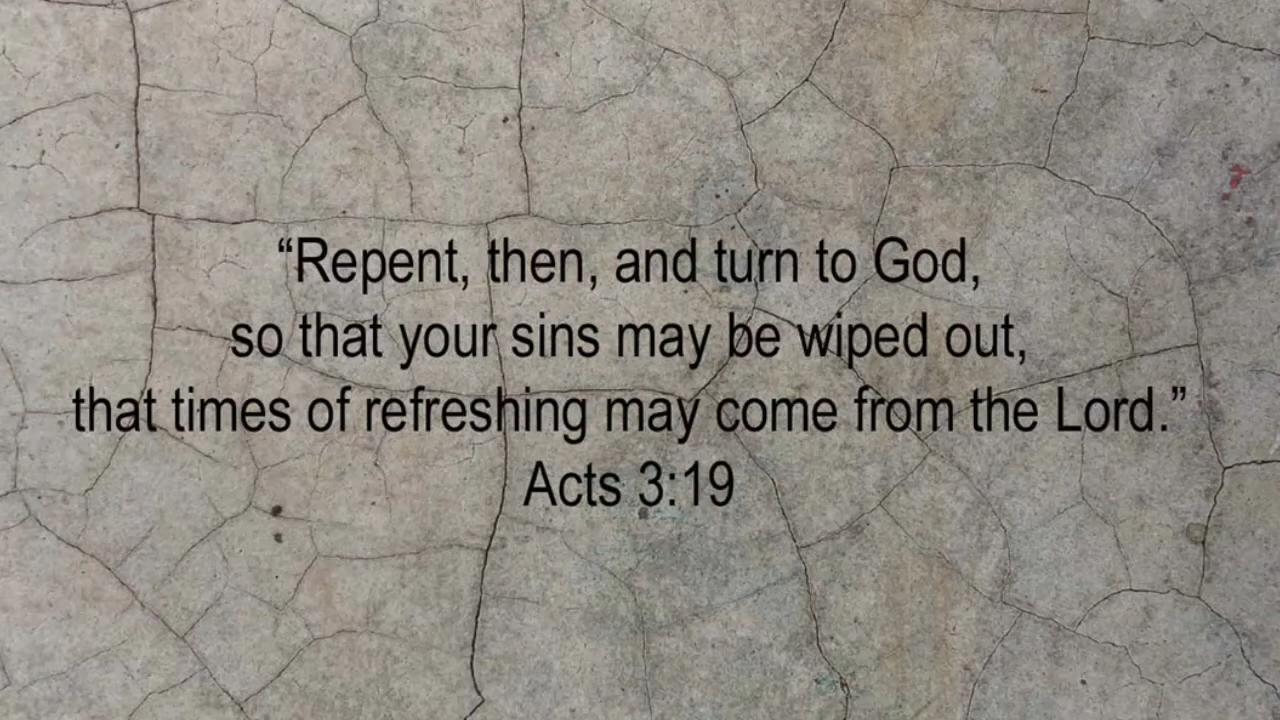 “Repent, then, and turn to God,
so that your sins may be wiped out,
that times of refreshing may come from the Lord.”
Acts 3:19